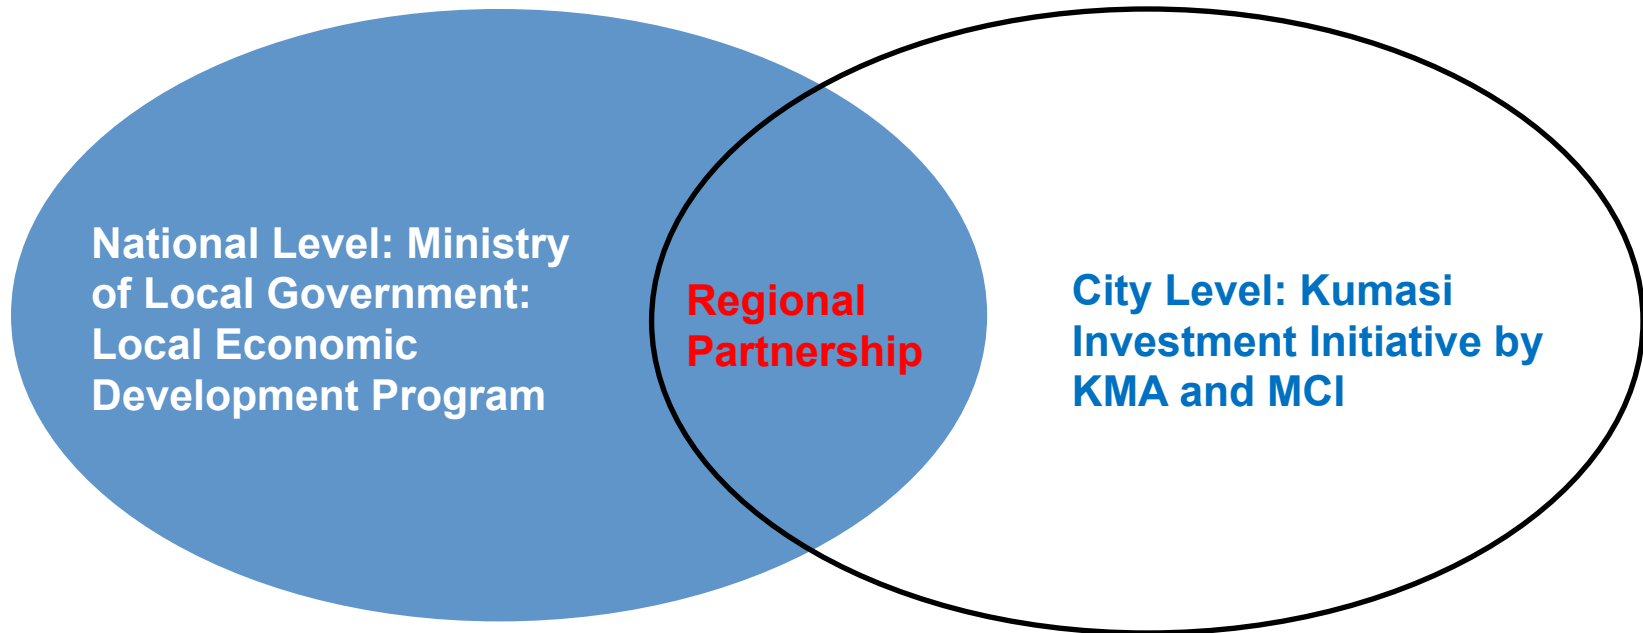 National Level: Ministry
of Local Government:
Local Economic
Development Program
Regional
Partnership
City Level: Kumasi
Investment Initiative by
KMA and MCI